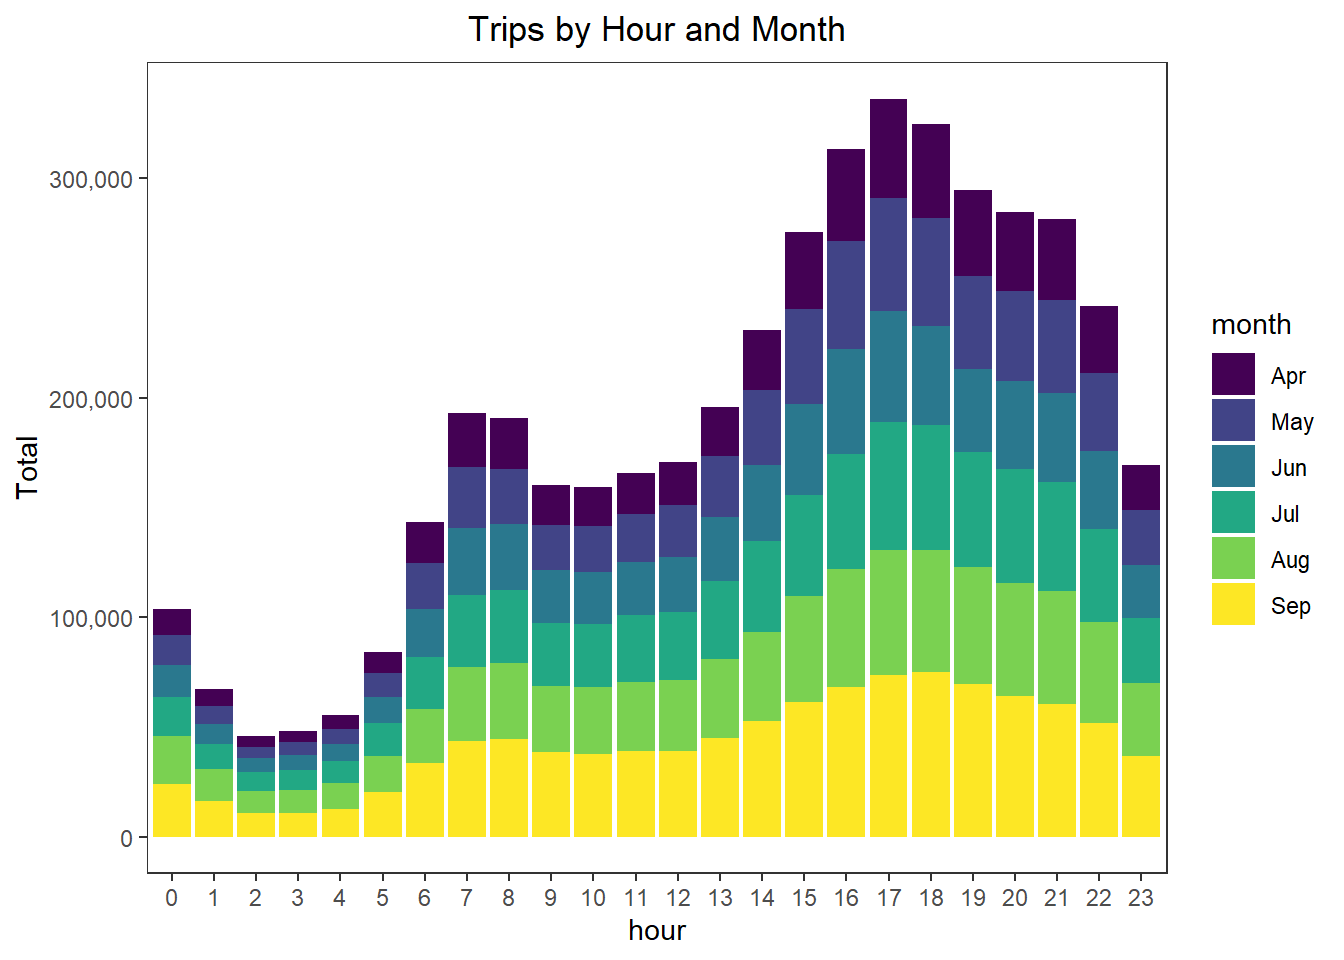 Trips by Hour and Month
Total
300,000
200,000
100,000
0
0 1 2 3 4 5 6 7 8 9 10 11 12 13 14 15 16 17 18 19 20 21 22 23
hour
month
Apr
May
Jun
Jul
Aug
Sep